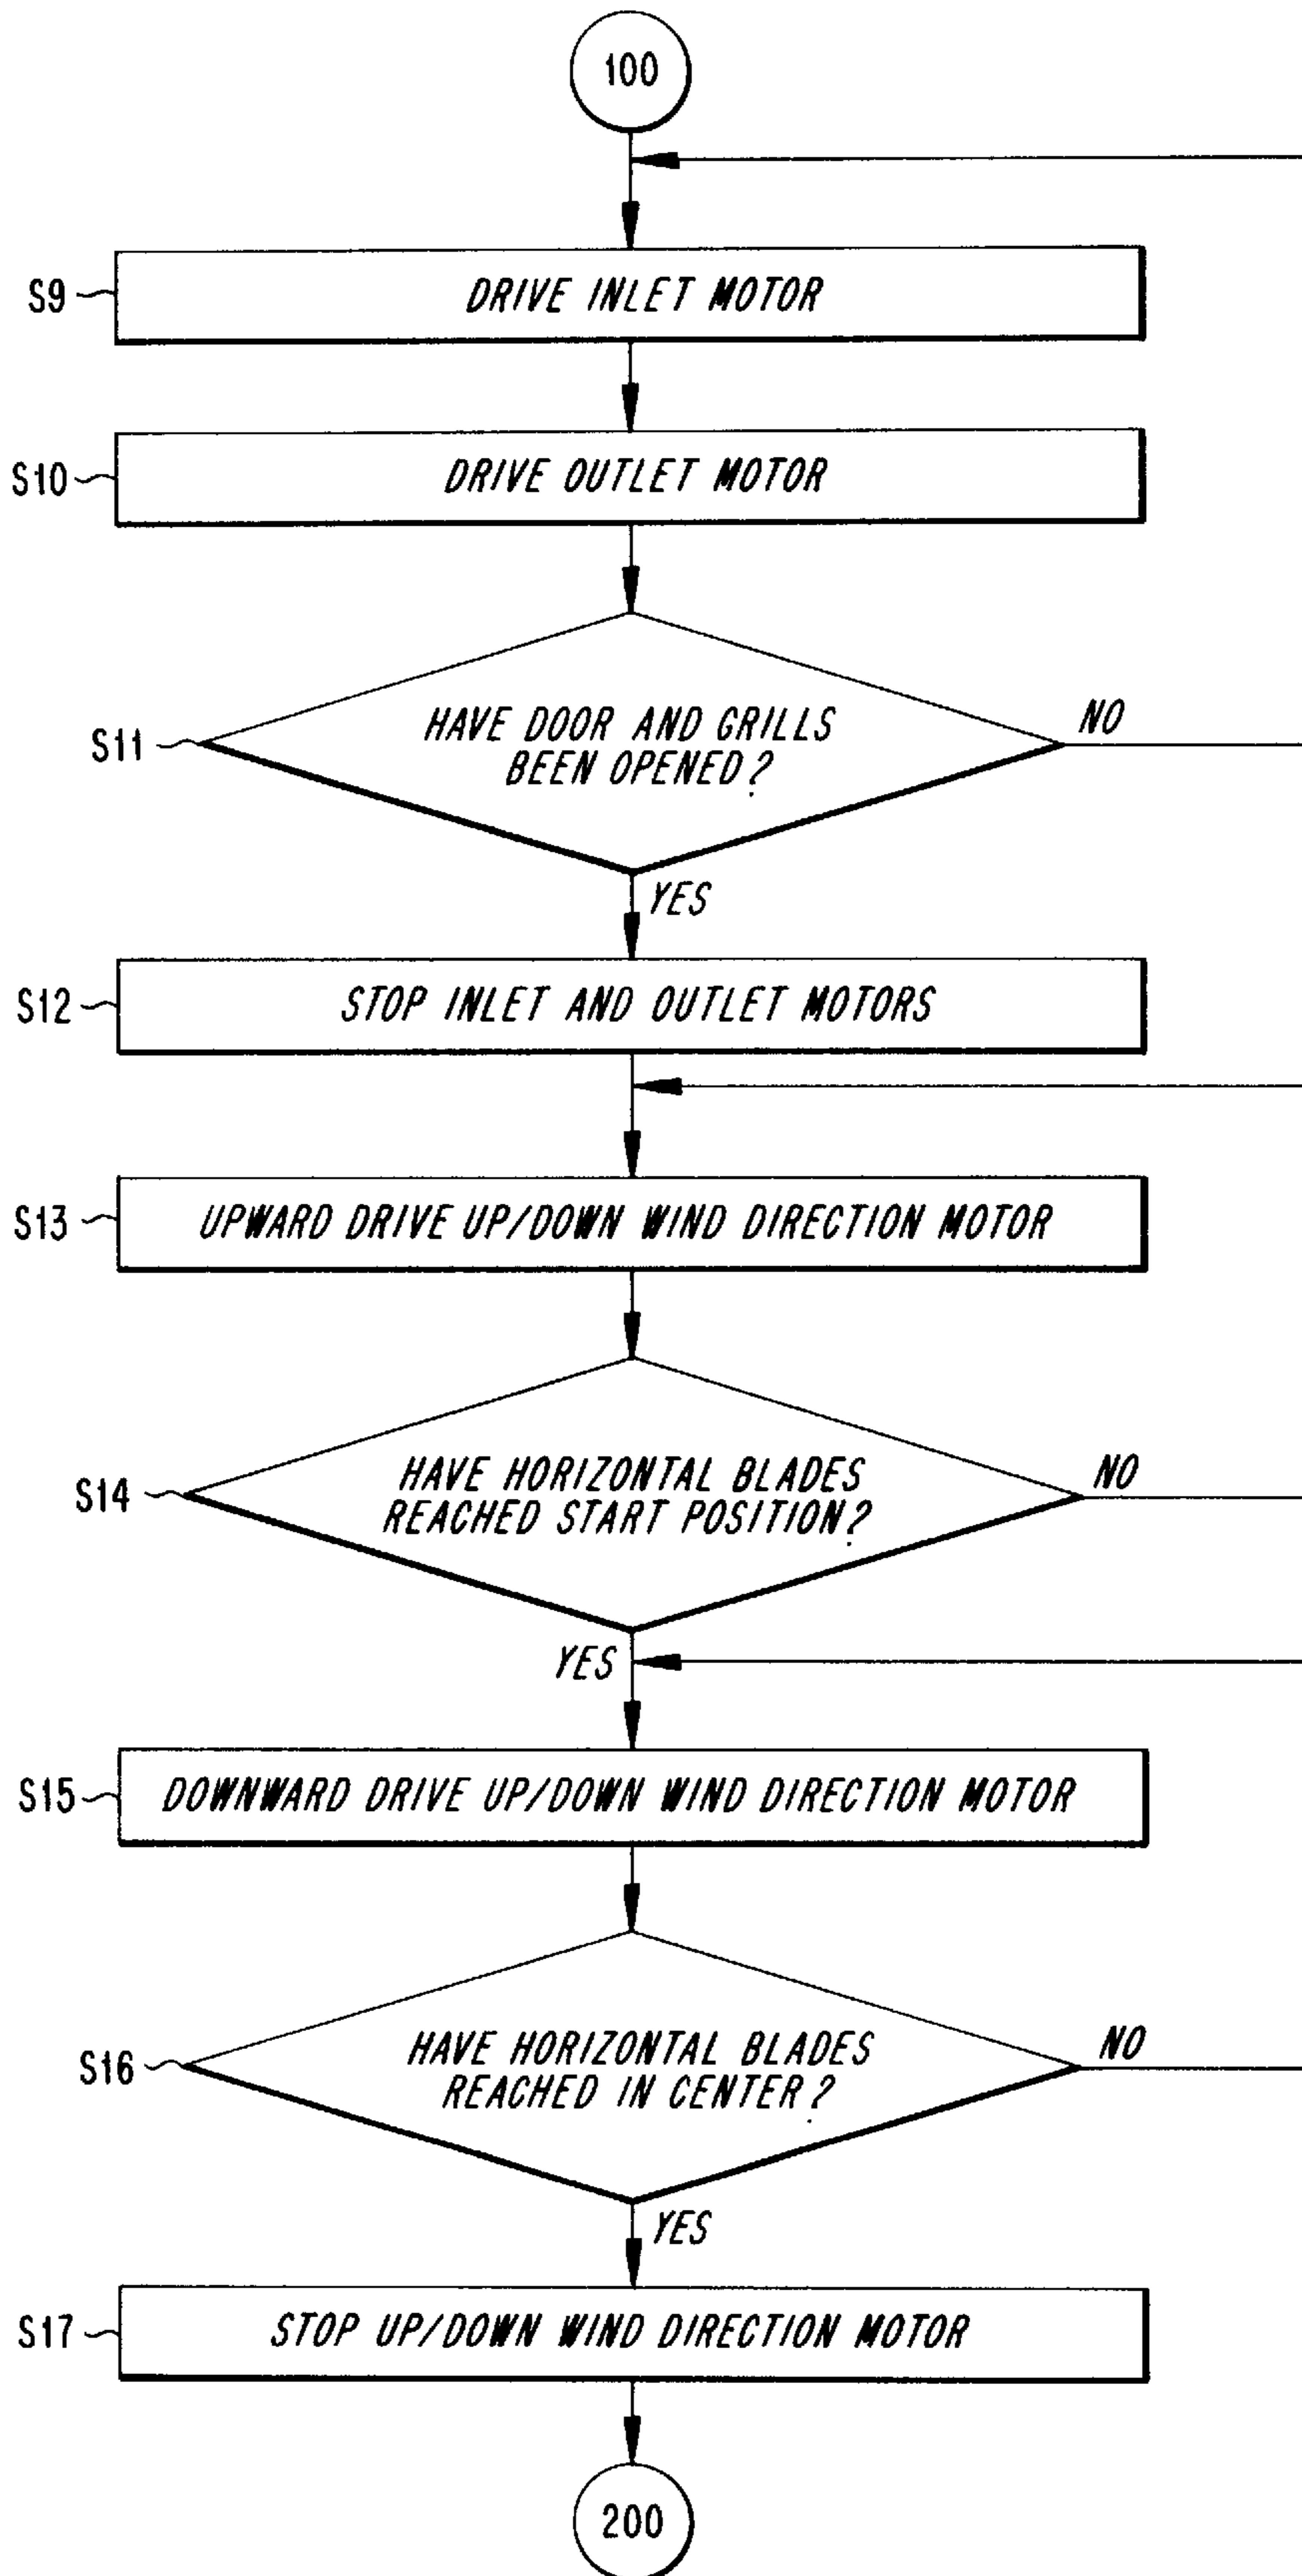 100
S9
DRIVE INLET MOTOR
S10
DRIVE OUTLET MOTOR
S11
HAVE DOOR AND GRILLS
BEEN OPENED?
NO
YES
S12
STOP INLET AND OUTLET MOTORS
S13
UPWARD DRIVE UP/DOWN WIND DIRECTION MOTOR
S14
HAVE HORIZONTAL BLADES
REACHED START POSITION?
NO
YES
S15
DOWNWARD DRIVE UP/DOWN WIND DIRECTION MOTOR
S16
HAVE HORIZONTAL BLADES
REACHED IN CENTER?
NO
YES
S17
STOP UP/DOWN WIND DIRECTION MOTOR
200